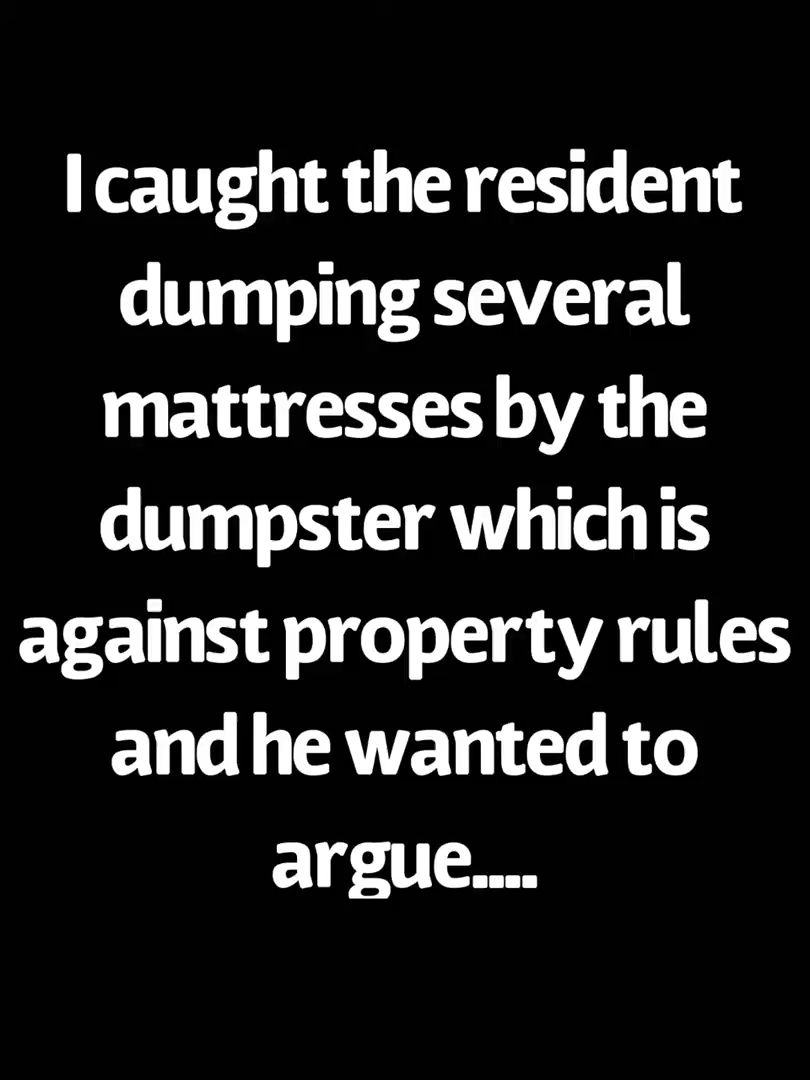 I caught the resident
dumping several
mattresses by the
dumpster which is
against property rules
and he wanted to
argue....